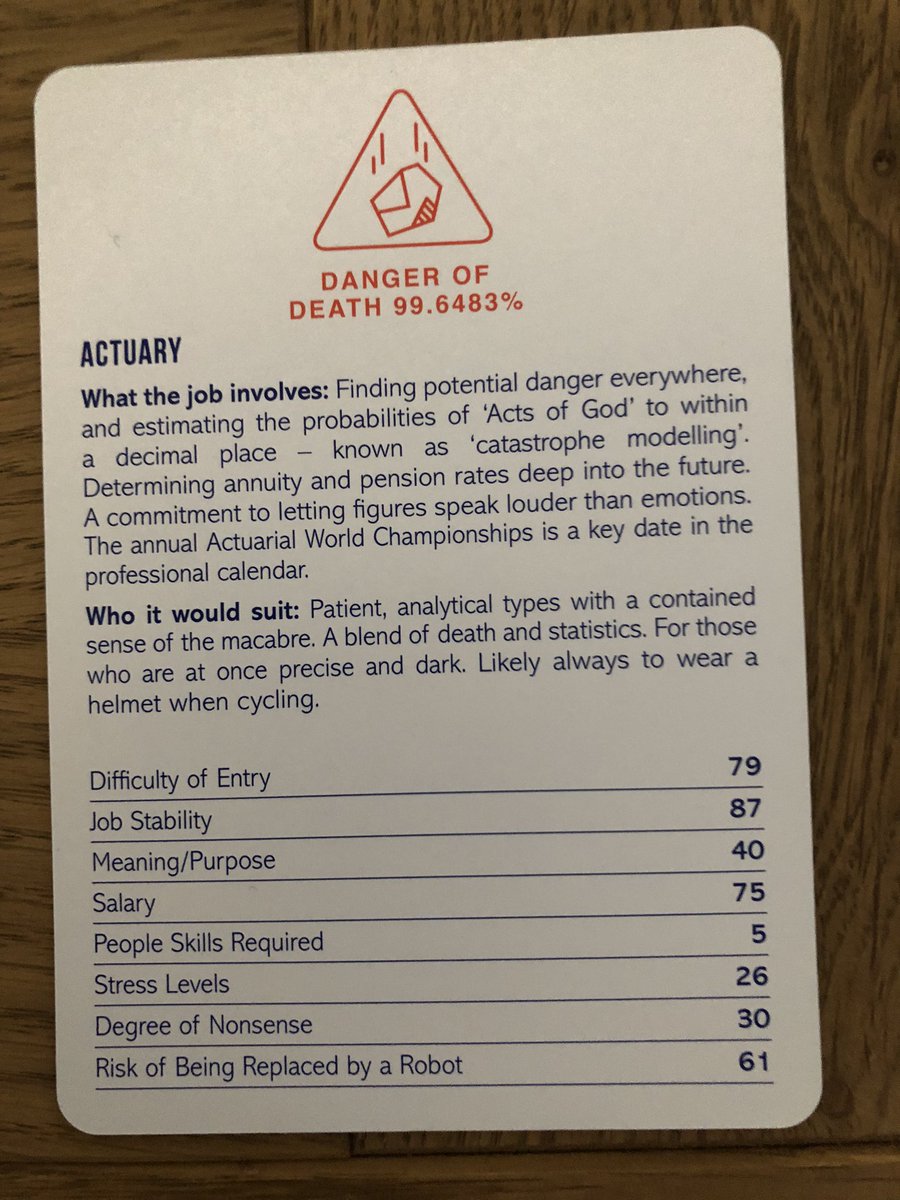 DANGER OF
DEATH 99.6483%
ACTUARY
What the job involves: Finding potential danger everywhere,
and estimating the probabilities of ‘Acts of God’ to within
a decimal place – known as ‘catastrophe modelling’.
Determining annuity and pension rates deep into the future.
A commitment to letting figures speak louder than emotions.
The annual Actuarial World Championships is a key date in the
professional calendar.
Who it would suit: Patient, analytical types with a contained
sense of the macabre. A blend of death and statistics. For those
who are at once precise and dark. Likely always to wear a
helmet when cycling.
Difficulty of Entry 79
Job Stability 87
Meaning/Purpose 40
Salary 75
People Skills Required 5
Stress Levels 26
Degree of Nonsense 30
Risk of Being Replaced by a Robot 61